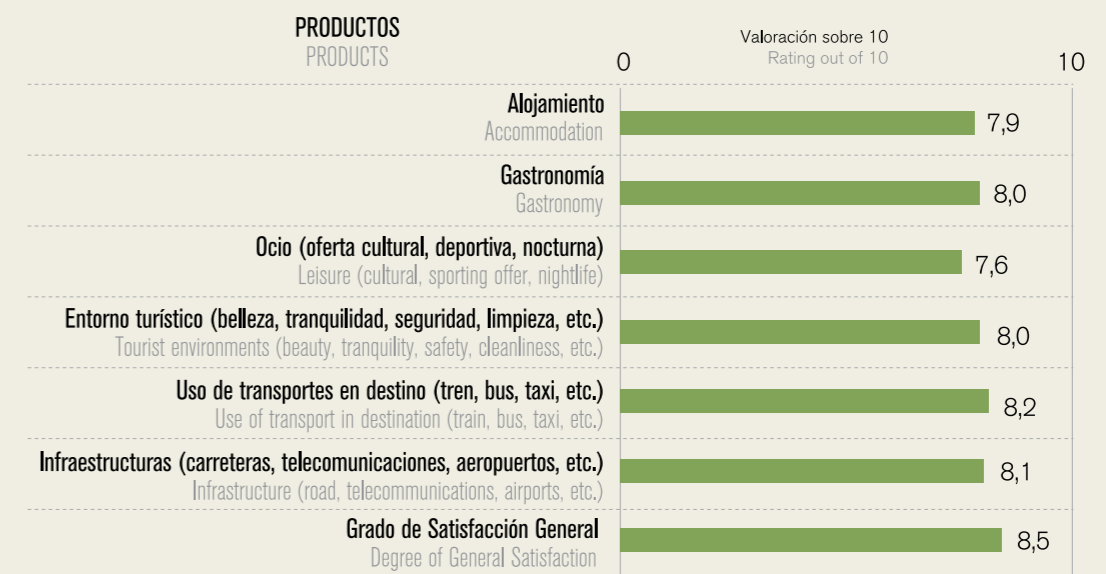 PRODUCTOS
PRODUCTS
Valoración sobre 10
Rating out of 10
0
10
Alojamiento
Accommodation
7,9
Gastronomía
Gastronomy
8,0
Ocio (oferta cultural, deportiva, nocturna)
Leisure (cultural, sporting offer, nightlife)
7,6
Entorno turístico (belleza, tranquilidad, seguridad, limpieza, etc.)
Tourist environments (beauty, tranquility, safety, cleanliness, etc.)
8,0
Uso de transportes en destino (tren, bus, taxi, etc.)
Use of transport in destination (train, bus, taxi, etc.)
8,2
Infraestructuras (carreteras, telecomunicaciones, aeropuertos, etc.)
Infrastructure (road, telecommunications, airports, etc.)
8,1
Grado de Satisfacción General
Degree of General Satisfaction
8,5